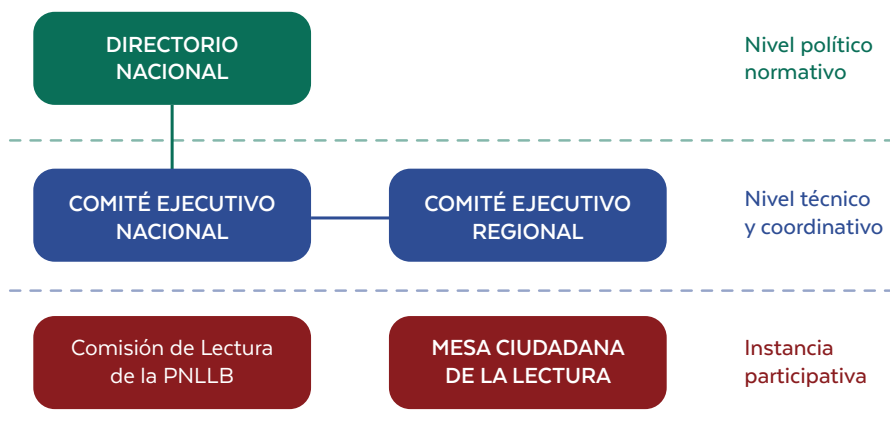 DIRECTORIO
NACIONAL
Nivel político
normativo
COMITÉ EJECUTIVO
NACIONAL
COMITÉ EJECUTIVO
REGIONAL
Nivel técnico
y coordinativo
Comisión de Lectura
de la PNLLB
MESA CIUDADANA
DE LA LECTURA
Instancia
participativa